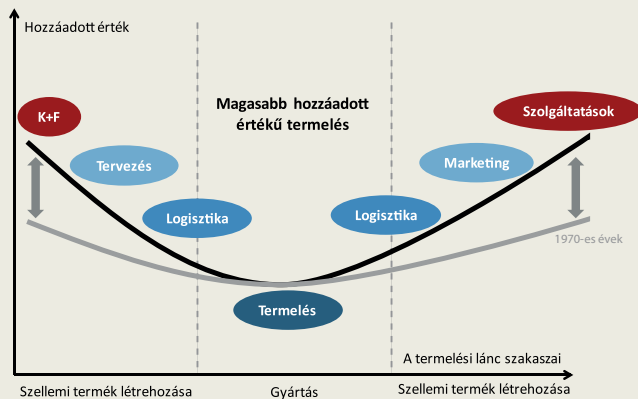 Hozzáadott érték
Magasabb hozzáadott
értékű termelés
K+F
Szolgáltatások
Tervezés
Marketing
Logisztika
Logisztika
1970-es évek
Termelés
A termelési lánc szakaszai
Szellemi termék létrehozása
Gyártás
Szellemi termék létrehozása